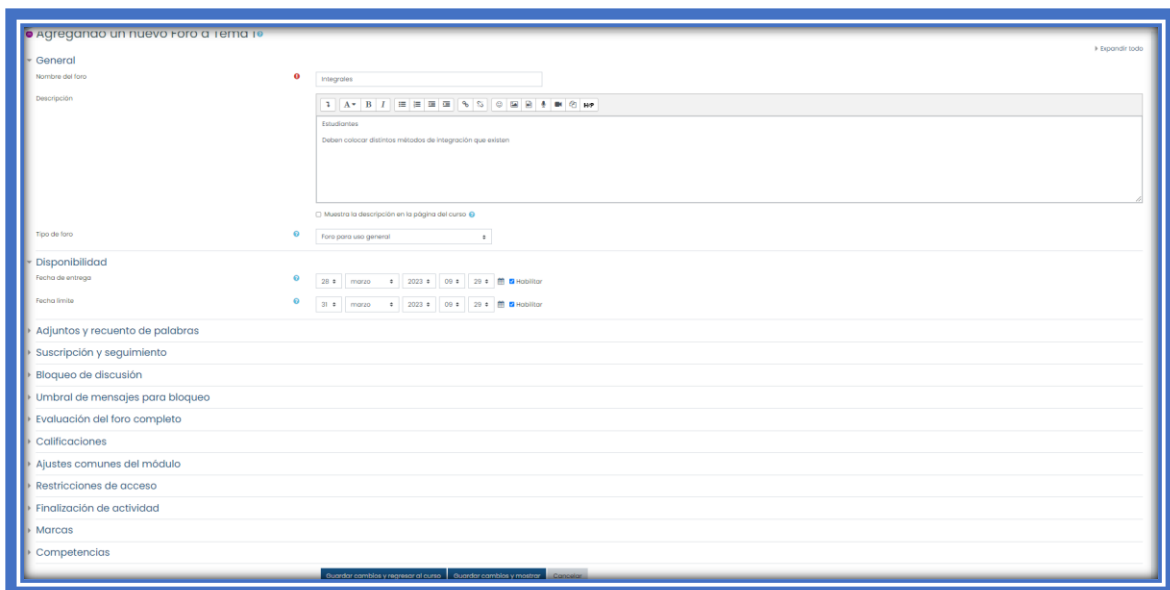 Agregando un nuevo Foro a Tema 1
Expandir todo
General
Nombre del foro
Integrales
Descripción
Estudiantes
Deben colocar distintos métodos de integración que existen
Muestra la descripción en la página del curso
Tipo de foro
Foro para uso general
Disponibilidad
Fecha de entrega
28 marzo 2023 09 29 Habilitar
Fecha límite
31 marzo 2023 09 29 Habilitar
Adjuntos y recuento de palabras
Suscripción y seguimiento
Bloqueo de discusión
Umbral de mensajes para bloqueo
Evaluación del foro completo
Calificaciones
Ajustes comunes del módulo
Restricciones de acceso
Finalización de actividad
Marcas
Competencias
Guardar cambios y regresar al curso Guardar cambios y mostrar Cancelar